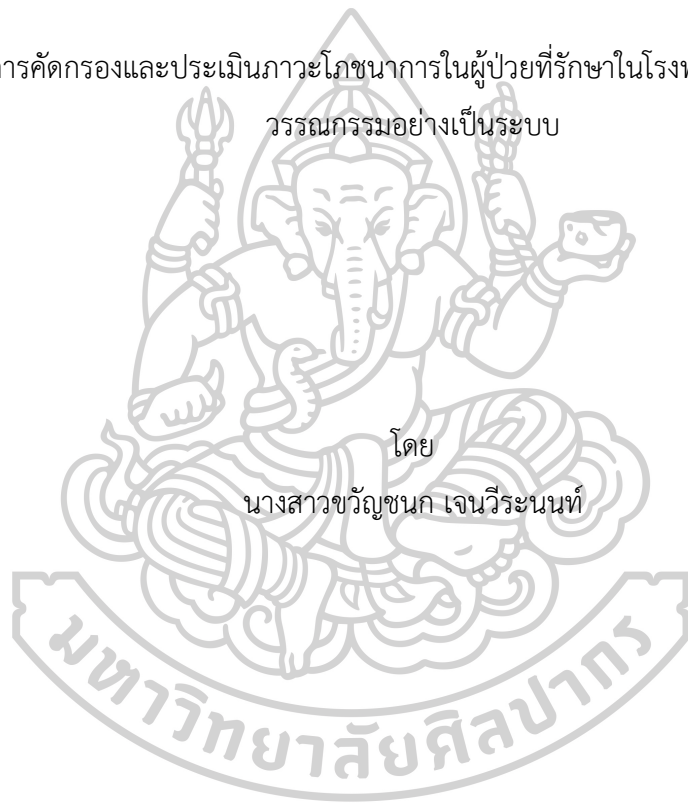 การคัดกรองและประเมินภาวะโภชนาการในผู้ป่วยที่รักษาใน
วรรณกรรมอย่างเป็นระบบ
โดย
นางสาวขวัญชนก เจนวีระนนท์
มหาวิทยาลัยศิลปากร